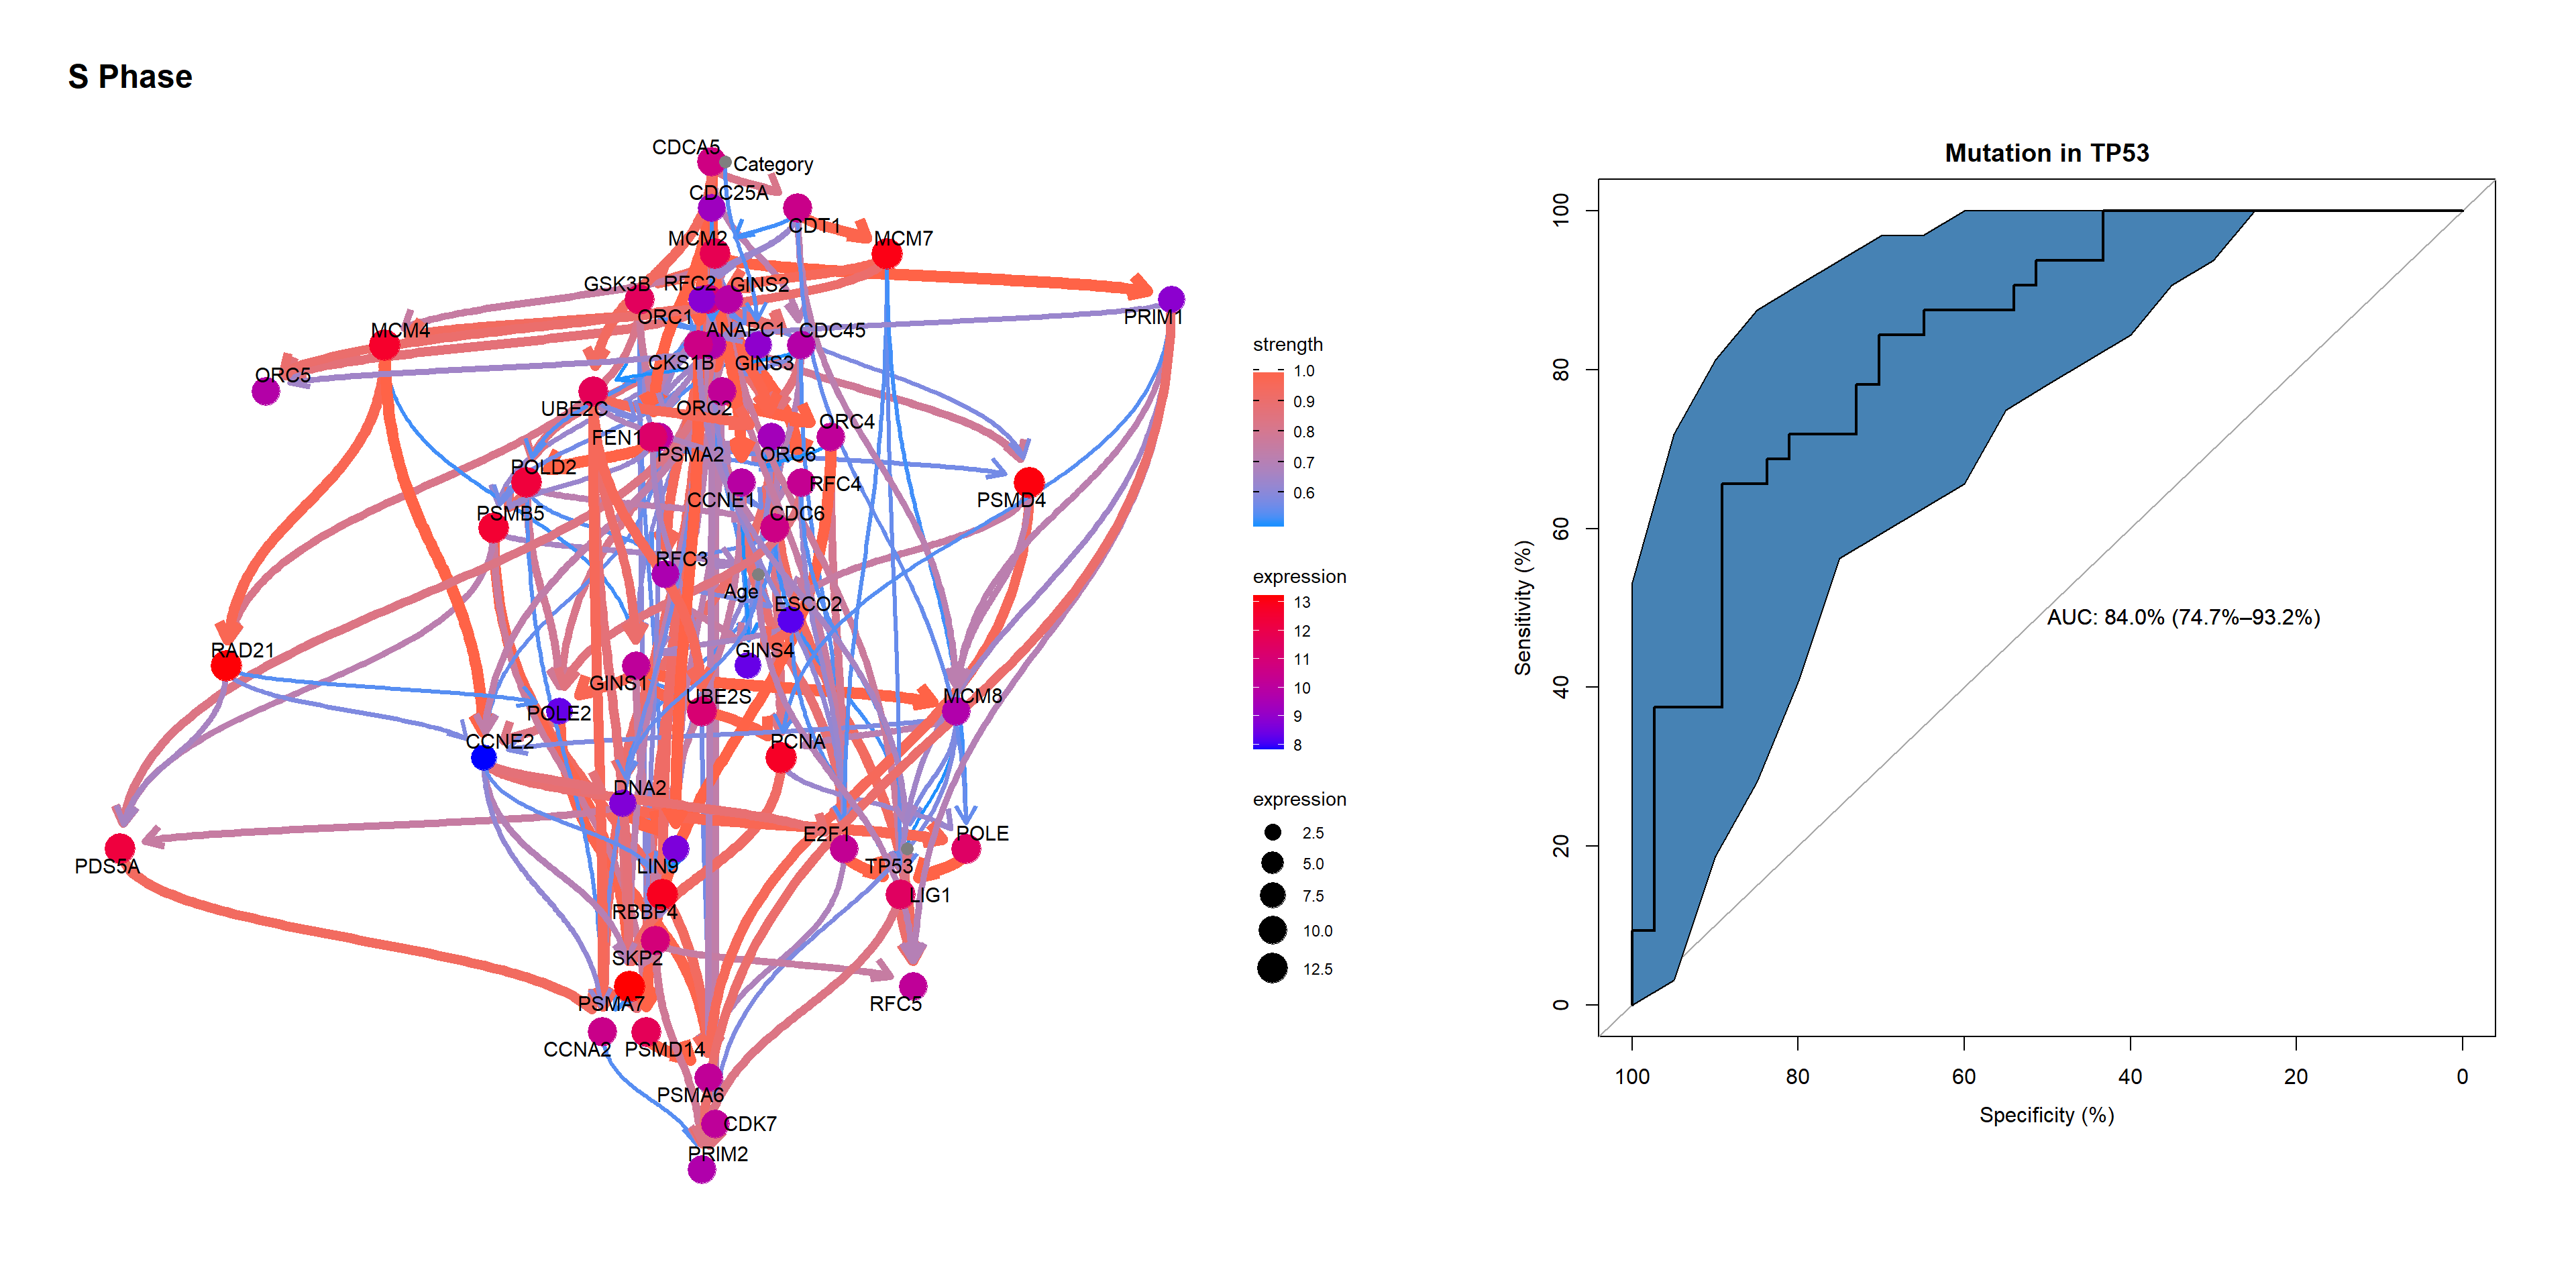 S Phase
CDCA5
Category
CDC25A
CDT1
MCM2
MCM7
GSK3B
RFC2
GINS2
ORC1
PRIM1
MCM4
ANAPC1
CDC45
CKS1B
GINS3
ORC5
UBE2C
ORC2
ORC4
FEN1
PSMA2
ORC6
POLD2
CCNE1
RFC4
PSMD4
PSMB5
CDC6
RFC3
Age
ESCO2
RAD21
GINS4
GINS1
UBE2S
MCM8
POLE2
CCNE2
PCNA
DNA2
E2F1
POLE
PDS5A
LIN9
TP53
LIG1
RBBP4
SKP2
PSMA7
RFC5
CCNA2
PSMD14
PSMA6
CDK7
PRIM2
strength
1.0
0.9
0.8
0.7
0.6
expression
13
12
11
10
9
8
expression
2.5
5.0
7.5
10.0
12.5
Mutation in TP53
Sensitivity (%)
100
80
60
40
20
0
AUC: 84.0% (74.7%–93.2%)
100 80 60 40 20 0
Specificity (%)